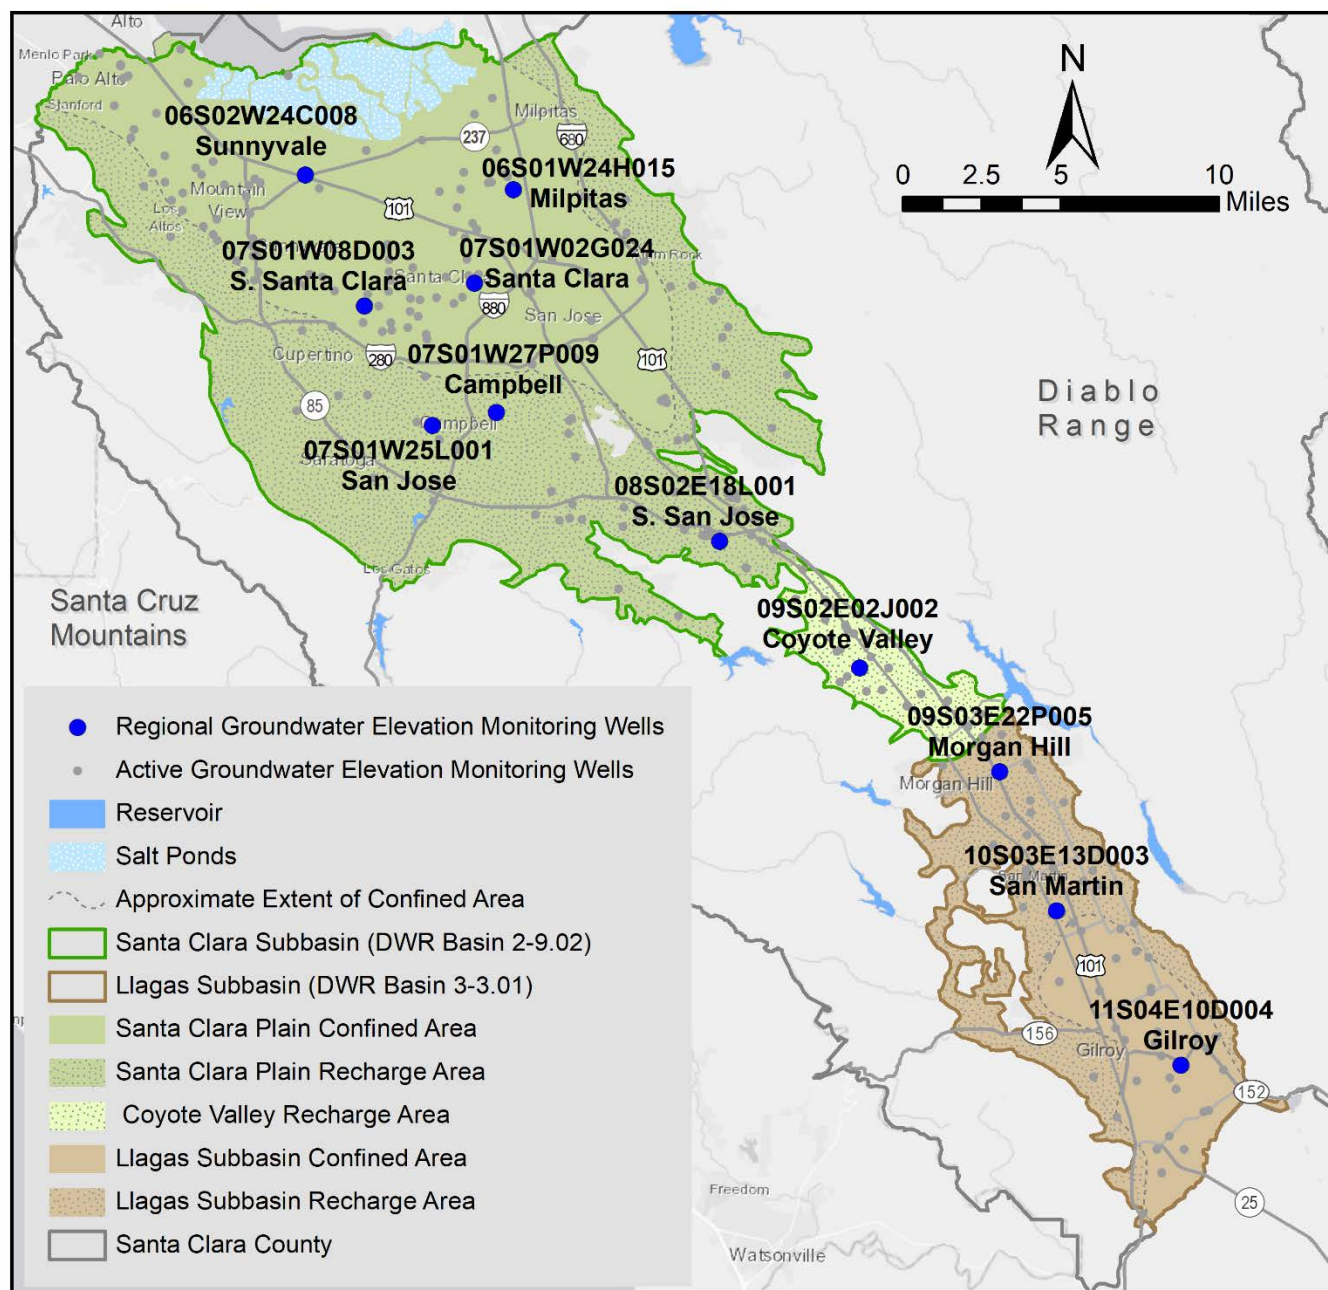 Alto
Menlo Park
Palo Alto
Stanford
06S02W24C008
Sunnyvale
237
Milpitas
680
06S01W24H015
Milpitas
Mountain
View
Los
Altos
101
07S01W08D003
S. Santa Clara
07S01W02G024
Santa Clara
880
San Jose
Cupertino
280
07S01W27P009
Campbell
101
85
Campbell
07S01W25L001
San Jose
Saratoga
08S02E18L001
S. San Jose
Los Gatos
N
0 2.5 5 10
Miles
Diablo
Range
Santa Cruz
Mountains
09S02E02J002
Coyote Valley
09S03E22P005
Morgan Hill
Morgan Hill
10S03E13D003
San Martin
San Martin
101
11S04E10D004
Gilroy
156
Gilroy
152
25
Freedom
Watsonville
Regional Groundwater Elevation Monitoring Wells
Active Groundwater Elevation Monitoring Wells
Reservoir
Salt Ponds
Approximate Extent of Confined Area
Santa Clara Subbasin (DWR Basin 2-9.02)
Llagas Subbasin (DWR Basin 3-3.01)
Santa Clara Plain Confined Area
Santa Clara Plain Recharge Area
Coyote Valley Recharge Area
Llagas Subbasin Confined Area
Llagas Subbasin Recharge Area
Santa Clara County